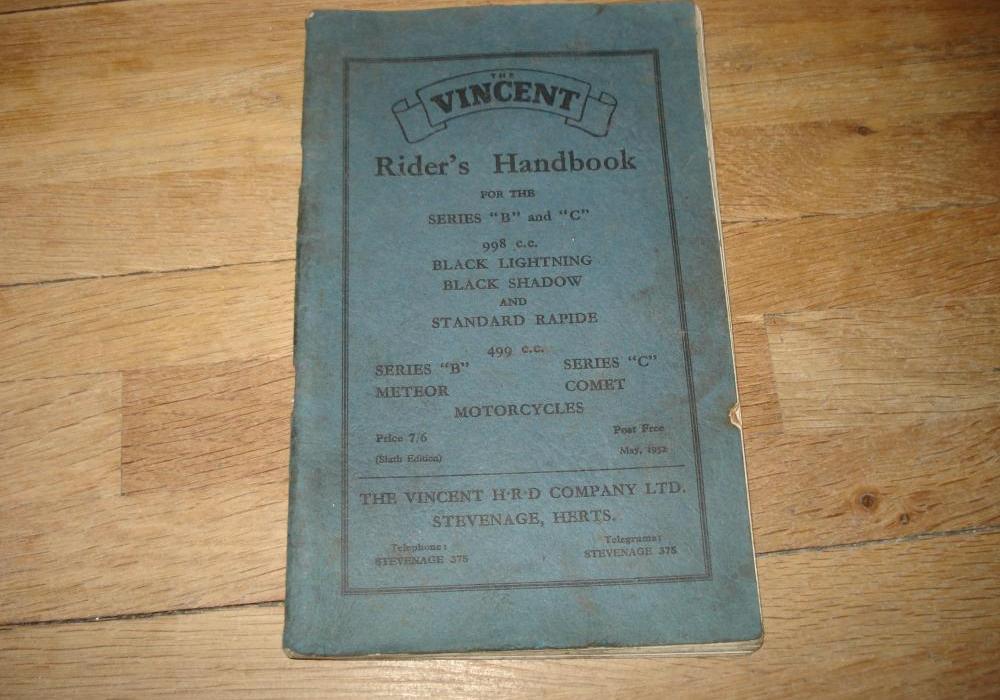 THE
VINCENT
Rider's Handbook
FOR THE
SERIES "B" and "C"
998 c.c.
BLACK LIGHTNING
BLACK SHADOW
AND
STANDARD RAPIDE
499 c.c.
SERIES "B" SERIES "C"
METEOR COMET
MOTORCYCLES
Price 7/6 Post Free
(Sixth Edition) May, 1952
THE VINCENT H·R·D COMPANY LTD.
STEVENAGE, HERTS.
Telephone: Telegrams:
STEVENAGE 375 STEVENAGE 375